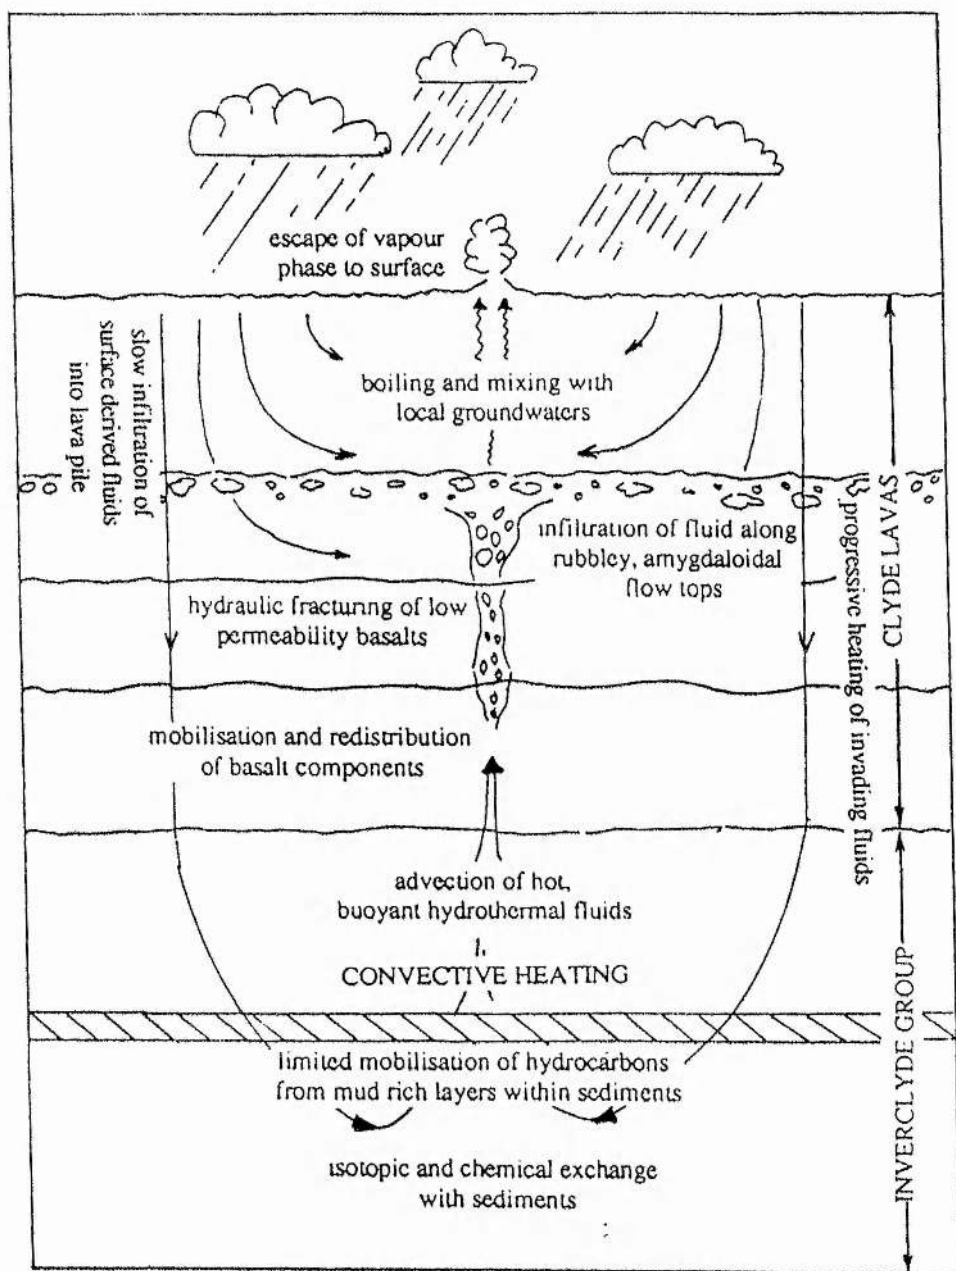 escape of vapour
phase to surface
slow infiltration of
surface derived fluids
into lava pile
boiling and mixing with
local groundwaters
infiltration of fluid along
rubbley, amygdaloidal
flow tops
hydraulic fracturing of low
permeability basalts
mobilisation and redistribution
of basalt components
progressive heating of invading fluids
CLYDE LAVAS
advection of hot,
buoyant hydrothermal fluids
CONVECTIVE HEATING
limited mobilisation of hydrocarbons
from mud rich layers within sediments
isotopic and chemical exchange
with sediments
INVERCLYDE GROUP